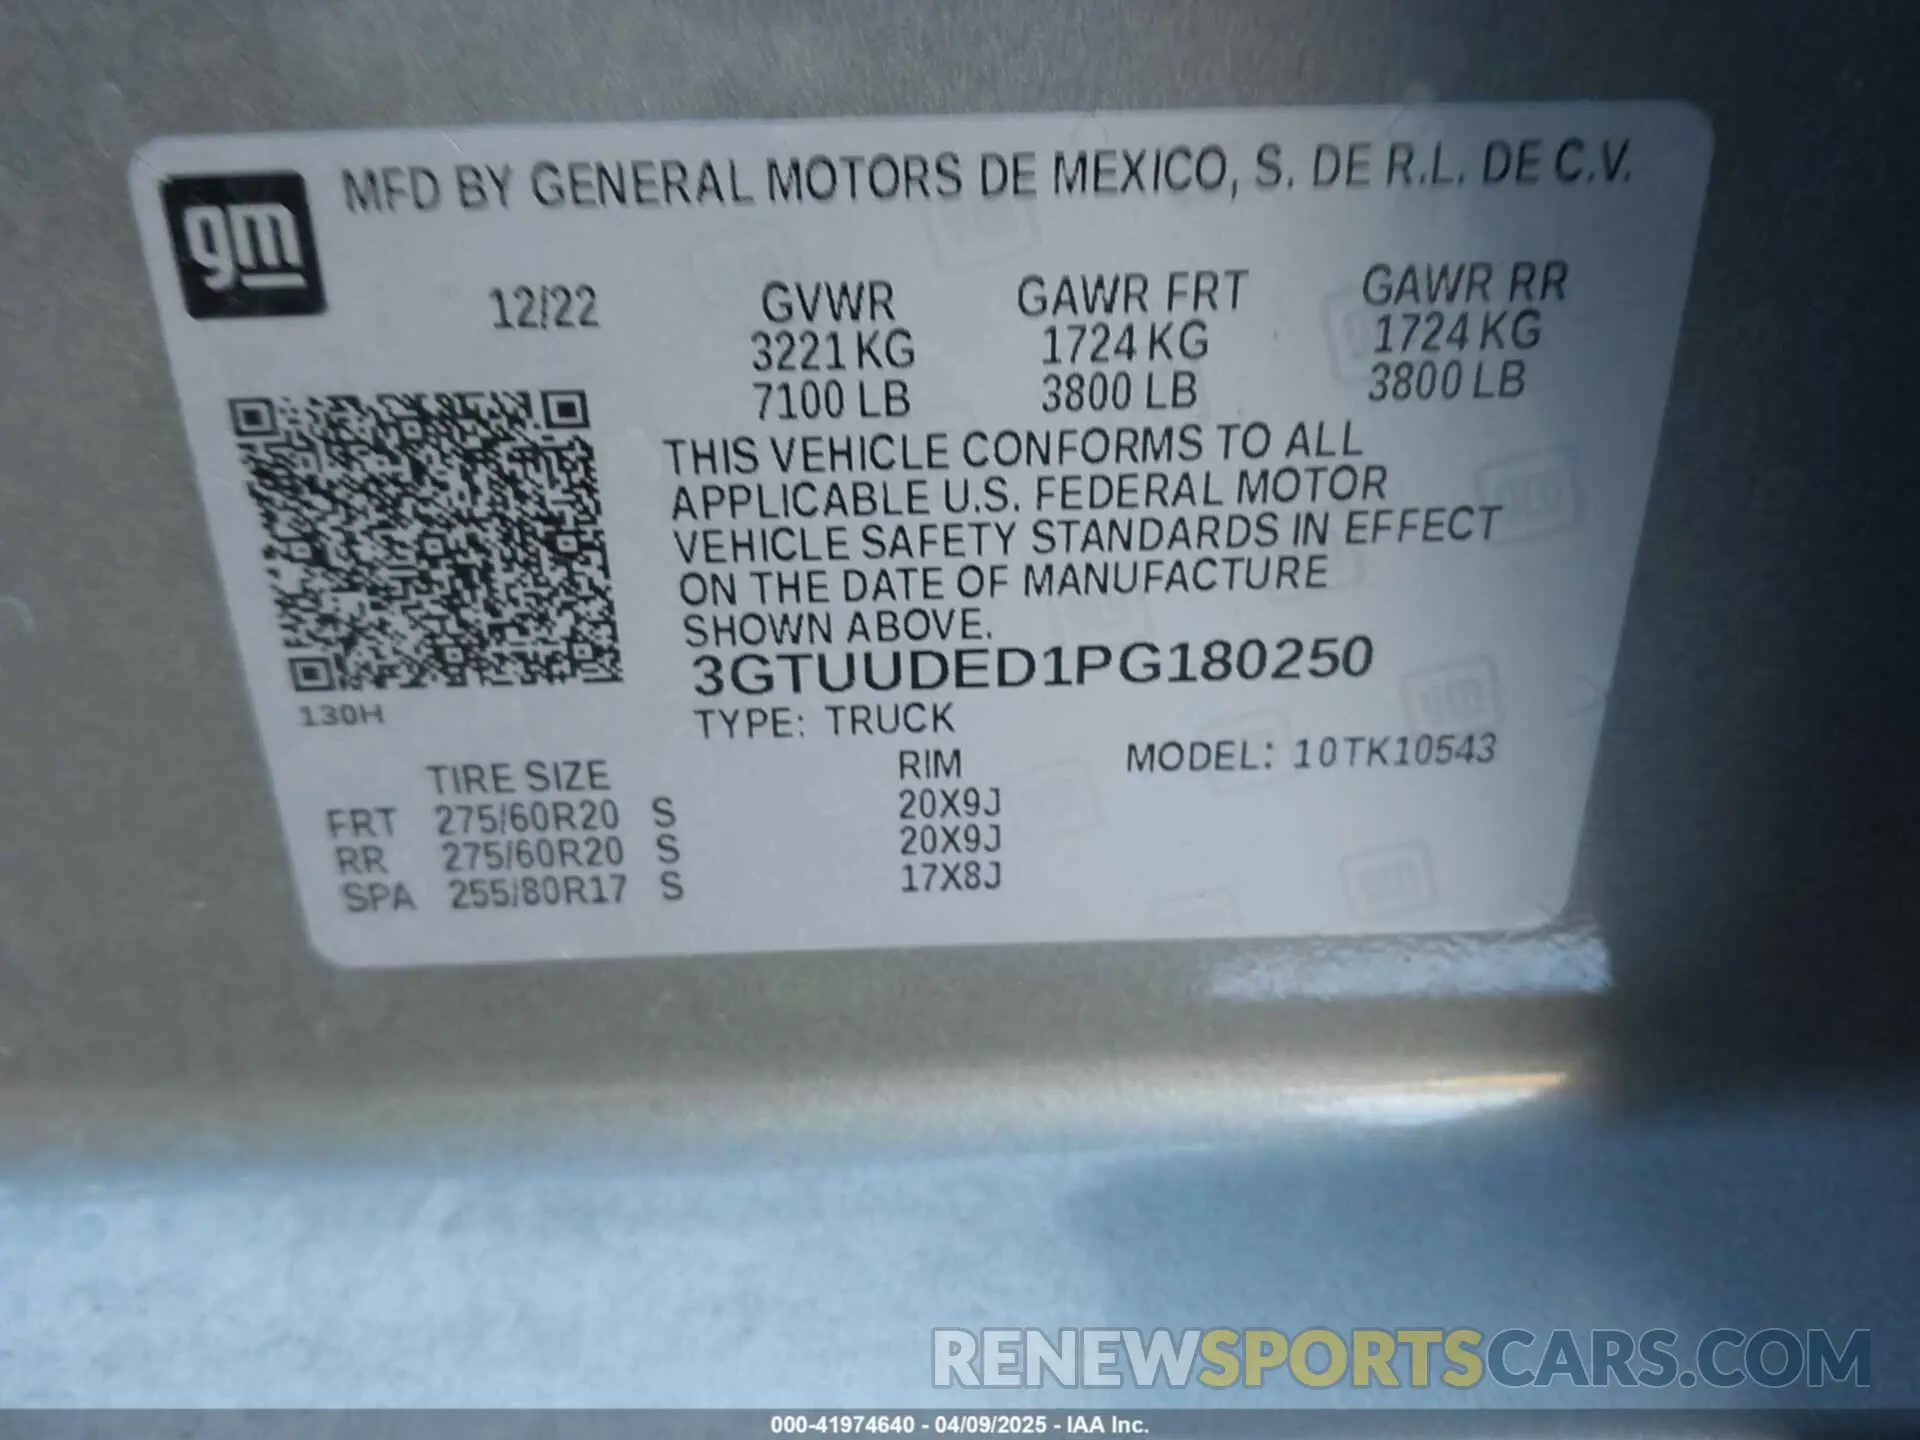 gm
MFD BY GENERAL MOTORS DE MEXICO, S. DE R.L. DE C.V.
12/22 GVWR GAWR FRT GAWR RR
3221 KG 1724 KG 1724 KG
7100 LB 3800 LB 3800 LB
THIS VEHICLE CONFORMS TO ALL
APPLICABLE U.S. FEDERAL MOTOR
VEHICLE SAFETY STANDARDS IN EFFECT
ON THE DATE OF MANUFACTURE
SHOWN ABOVE.
3GTUUDED1PG180250
130H
TYPE: TRUCK
TIRE SIZE RIM MODEL: 10TK10543
FRT 275/60R20 S 20X9J
RR 275/60R20 S 20X9J
SPA 255/80R17 S 17X8J
RENEWSPORTSCARS.COM
000-41974640 - 04/09/2025 - IAA Inc.